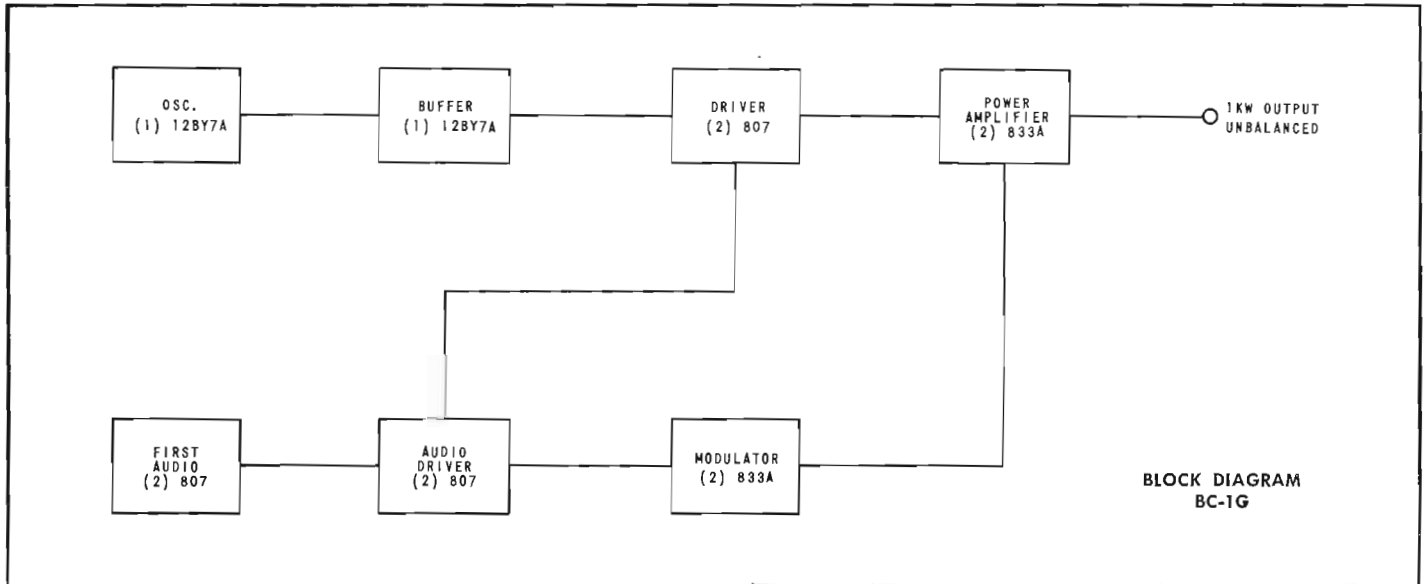 OSC.
(1) 12BY7A
BUFFER
(1) 12BY7A
DRIVER
(2) 807
POWER
AMPLIFIER
(2) 833A
1KW OUTPUT
UNBALANCED
FIRST
AUDIO
(2) 807
AUDIO
DRIVER
(2) 807
MODULATOR
(2) 833A
BLOCK DIAGRAM
BC-1G